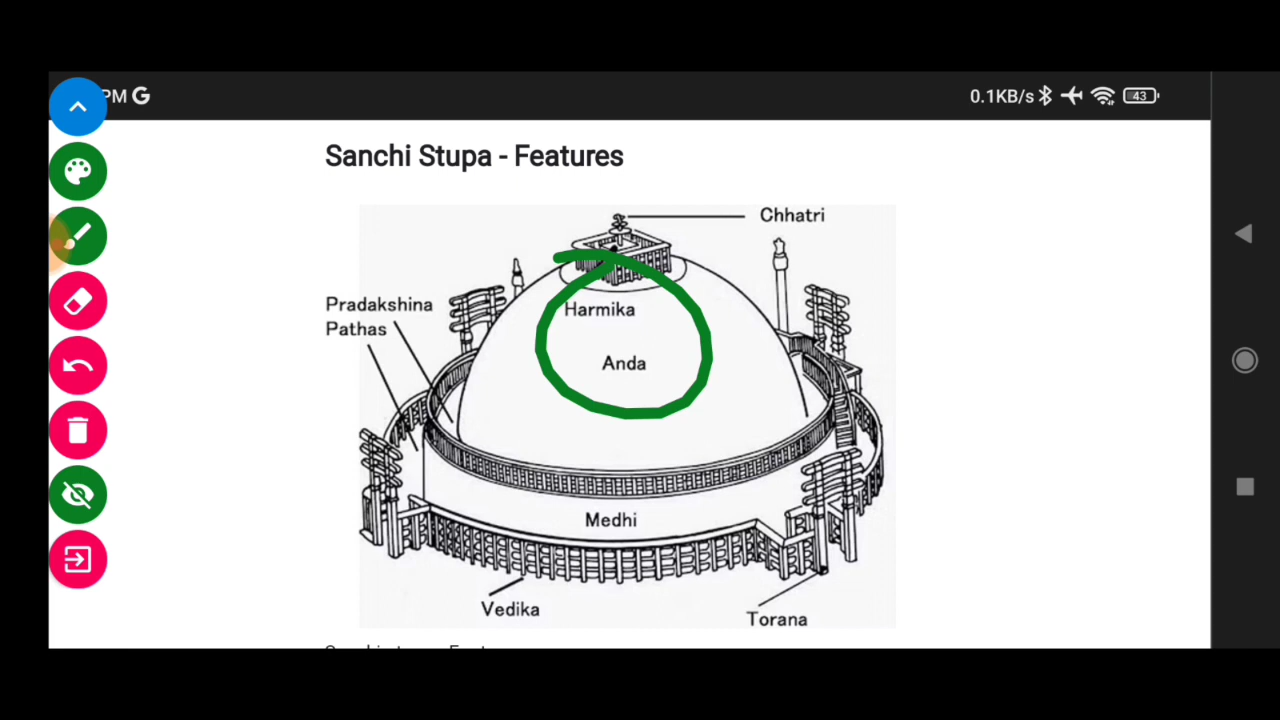 PM G
0.1KB/s 43
Sanchi Stupa - Features
Chhatri
Pradakshina
Pathas
Harmika
Anda
Medhi
Vedika
Torana